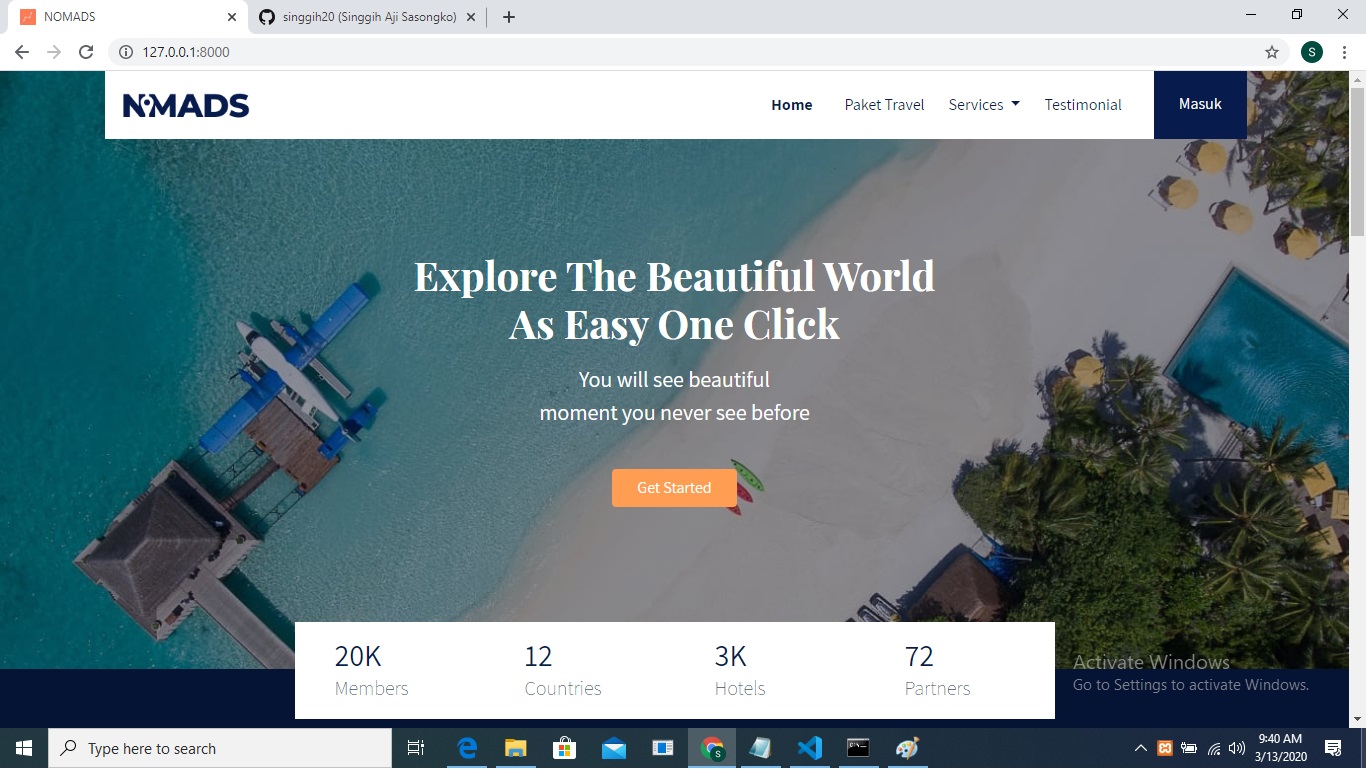 NOMADS
singgih20 (Singgih Aji Sasongko)
127.0.0.1:8000
S
NOMADS
Home
Paket Travel
Services
Testimonial
Masuk
Explore The Beautiful World
As Easy One Click
You will see beautiful
moment you never see before
Get Started
20K
Members
12
Countries
3K
Hotels
72
Partners
Activate Windows
Go to Settings to activate Windows.
Type here to search
S
9:40 AM
3/13/2020